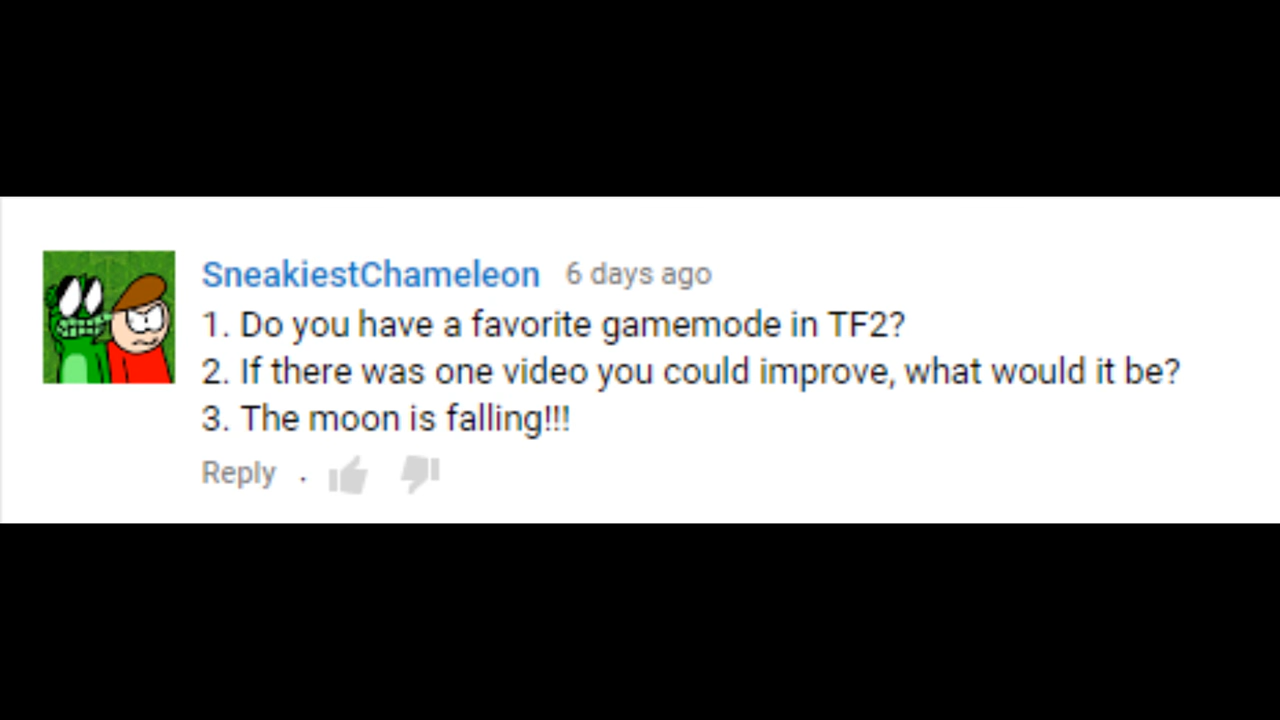 SneakiestChameleon 6 days ago
1. Do you have a favorite gamemode in TF2?
2. If there was one video you could improve, what would it be?
3. The moon is falling!!!
Reply .